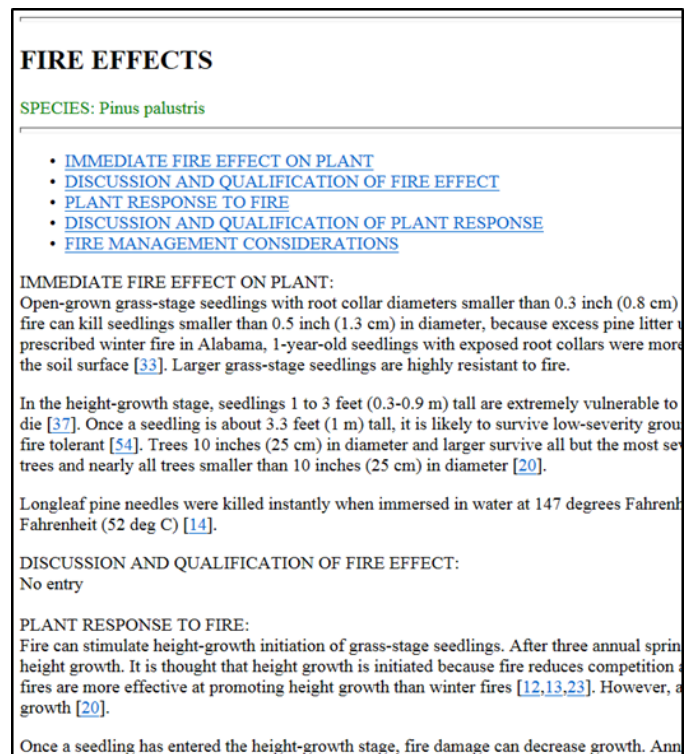 FIRE EFFECTS
SPECIES: Pinus palustris
• IMMEDIATE FIRE EFFECT ON PLANT
• DISCUSSION AND QUALIFICATION OF FIRE EFFECT
• PLANT RESPONSE TO FIRE
• DISCUSSION AND QUALIFICATION OF PLANT RESPONSE
• FIRE MANAGEMENT CONSIDERATIONS
IMMEDIATE FIRE EFFECT ON PLANT:
Open-grown grass-stage seedlings with root collar diameters smaller than 0.3 inch (0.8 cm)
fire can kill seedlings smaller than 0.5 inch (1.3 cm) in diameter, because excess pine litter
prescribed winter fire in Alabama, 1-year-old seedlings with exposed root collars were more
the soil surface [33]. Larger grass-stage seedlings are highly resistant to fire.
In the height-growth stage, seedlings 1 to 3 feet (0.3-0.9 m) tall are extremely vulnerable to
die [37]. Once a seedling is about 3.3 feet (1 m) tall, it is likely to survive low-severity
fire tolerant [54]. Trees 10 inches (25 cm) in diameter and larger survive all but the most
trees and nearly all trees smaller than 10 inches (25 cm) in diameter [20].
Longleaf pine needles were killed instantly when immersed in water at 147 degrees
Fahrenheit (52 deg C) [14].
DISCUSSION AND QUALIFICATION OF FIRE EFFECT:
No entry
PLANT RESPONSE TO FIRE:
Fire can stimulate height-growth initiation of grass-stage seedlings. After three annual
height growth. It is thought that height growth is initiated because fire reduces competition
fires are more effective at promoting height growth than winter fires [12,13,23]. However,
growth [20].
Once a seedling has entered the height-growth stage, fire damage can decrease growth.